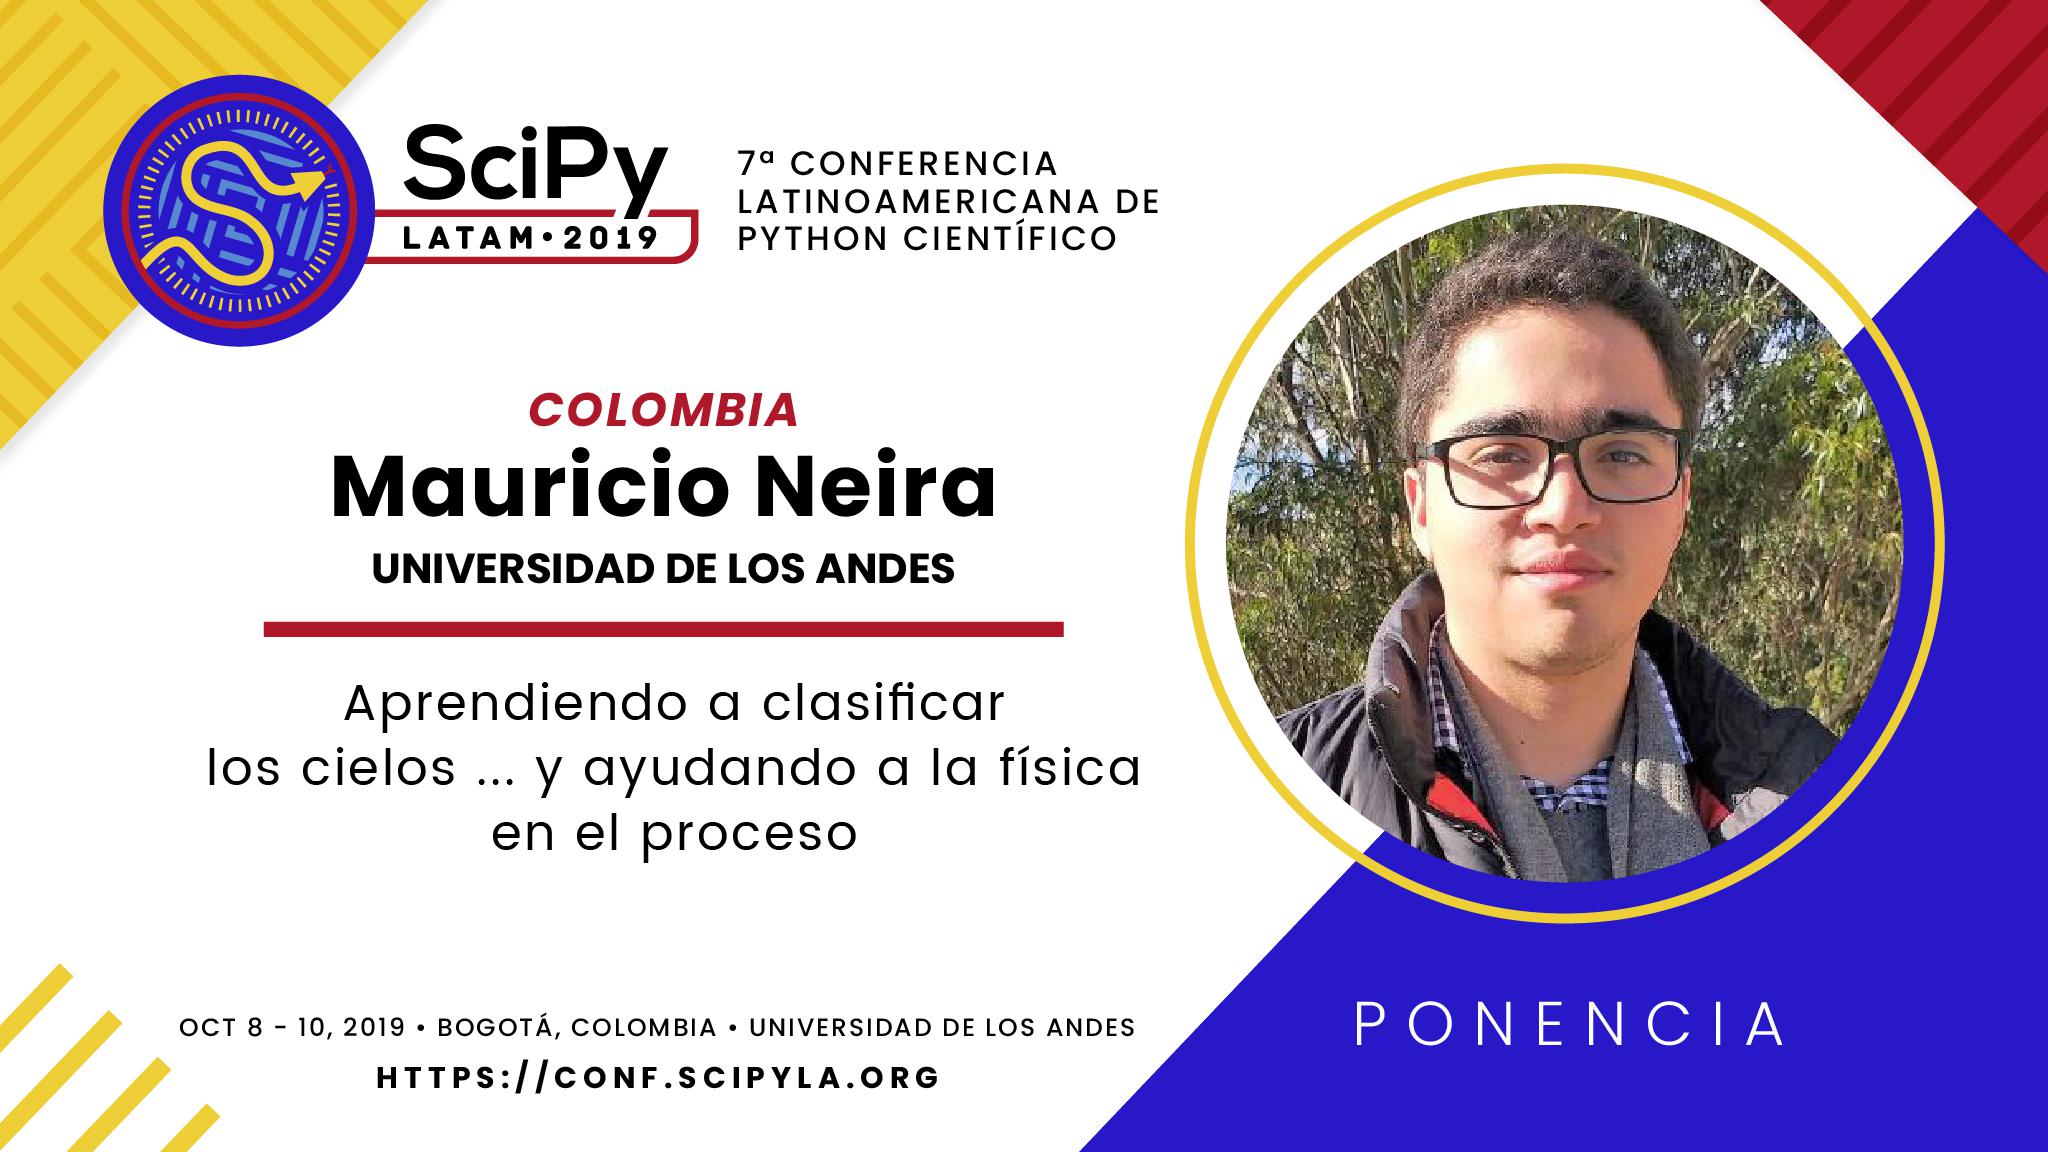 SciPy
LATAM•2019
7ª CONFERENCIA
LATINOAMERICANA DE
PYTHON CIENTÍFICO
COLOMBIA
Mauricio Neira
UNIVERSIDAD DE LOS ANDES
Aprendiendo a clasificar
los cielos ... y ayudando a la física
en el proceso
OCT 8 - 10, 2019 • BOGOTÁ, COLOMBIA • UNIVERSIDAD DE LOS ANDES
HTTPS://CONF.SCIPYLA.ORG
PONENCIA